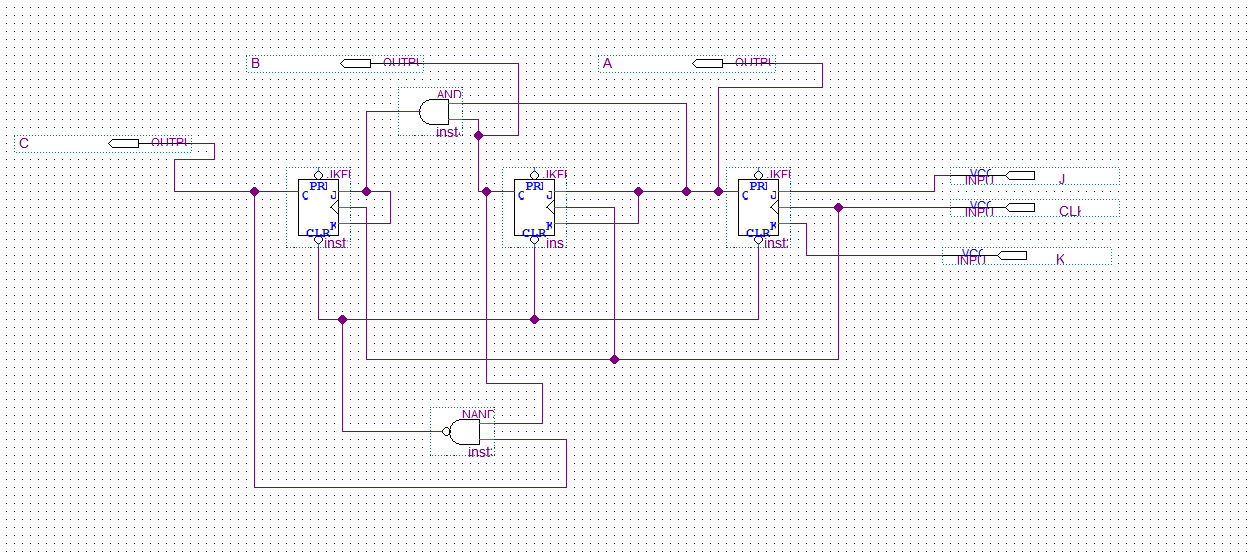 B
OUTPU
A
OUTPU
AND
inst
C
OUTPU
JKFF
PRN
Q
J
K
CLR
inst
JKFF
PRN
Q
J
K
CLR
ins
JKFF
PRN
Q
J
K
CLR
inst
VCC
INPUT
J
VCC
INPUT
CLK
VCC
INPUT
K
NAND
inst